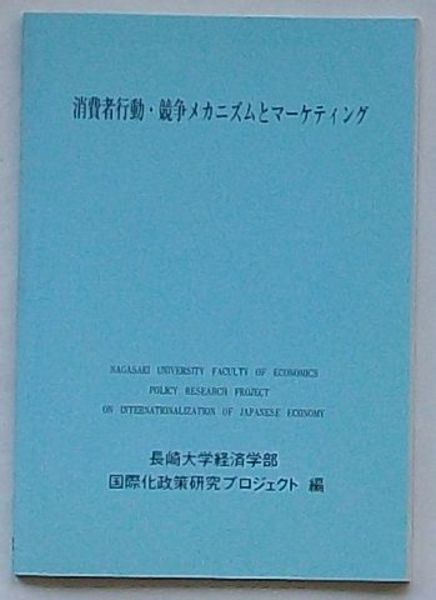 消費者行動・競争メカニズムとマーケティング
NAGASAKI UNIVERSITY FACULTY OF ECONOMICS
POLICY RESEARCH PROJECT
ON INTERNATIONALIZATION OF JAPANESE ECONOMY
長崎大学経済学部
国際化政策研究プロジェクト 編